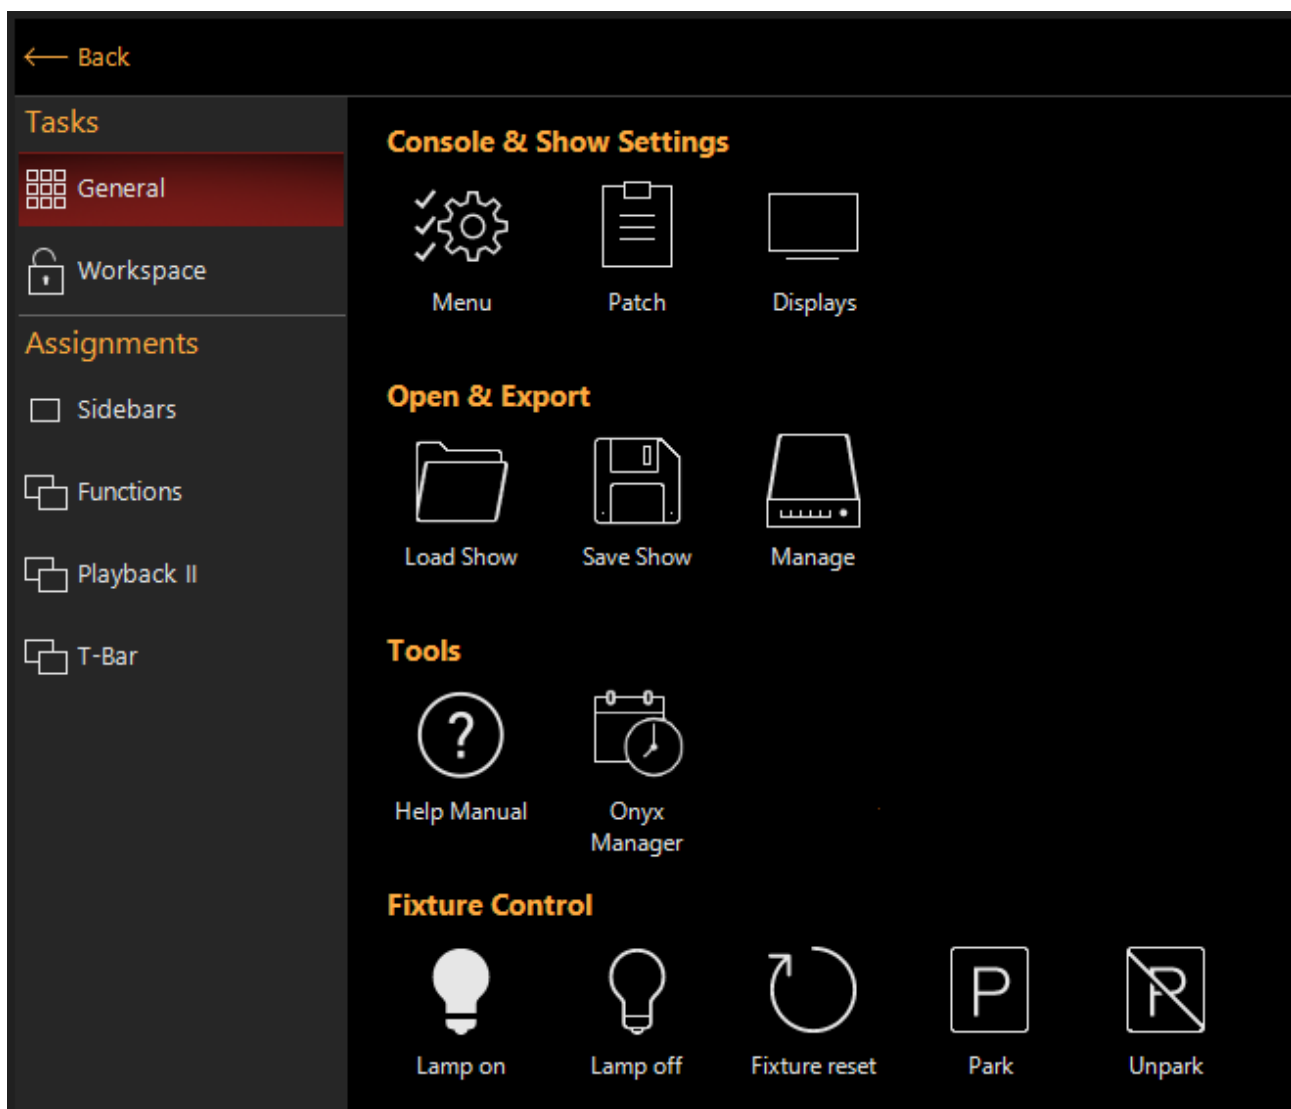 Back
Tasks
General
Workspace
Assignments
Sidebars
Functions
Playback II
T-Bar
Console & Show Settings
Menu
Patch
Displays
Open & Export
Load Show
Save Show
Manage
Tools
?
Help Manual
Onyx
Manager
Fixture Control
Lamp on
Lamp off
Fixture reset
P
Park
P
Unpark